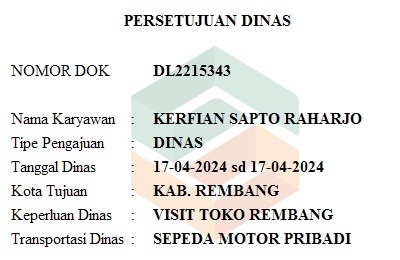 PERSETUJUAN DINAS
NOMOR DOK DL2215343
Nama Karyawan : KERFIAN SAPTO RAHARJO
Tipe Pengajuan : DINAS
Tanggal Dinas : 17-04-2024 sd 17-04-2024
Kota Tujuan : KAB. REMBANG
Keperluan Dinas : VISIT TOKO REMBANG
Transportasi Dinas : SEPEDA MOTOR PRIBADI